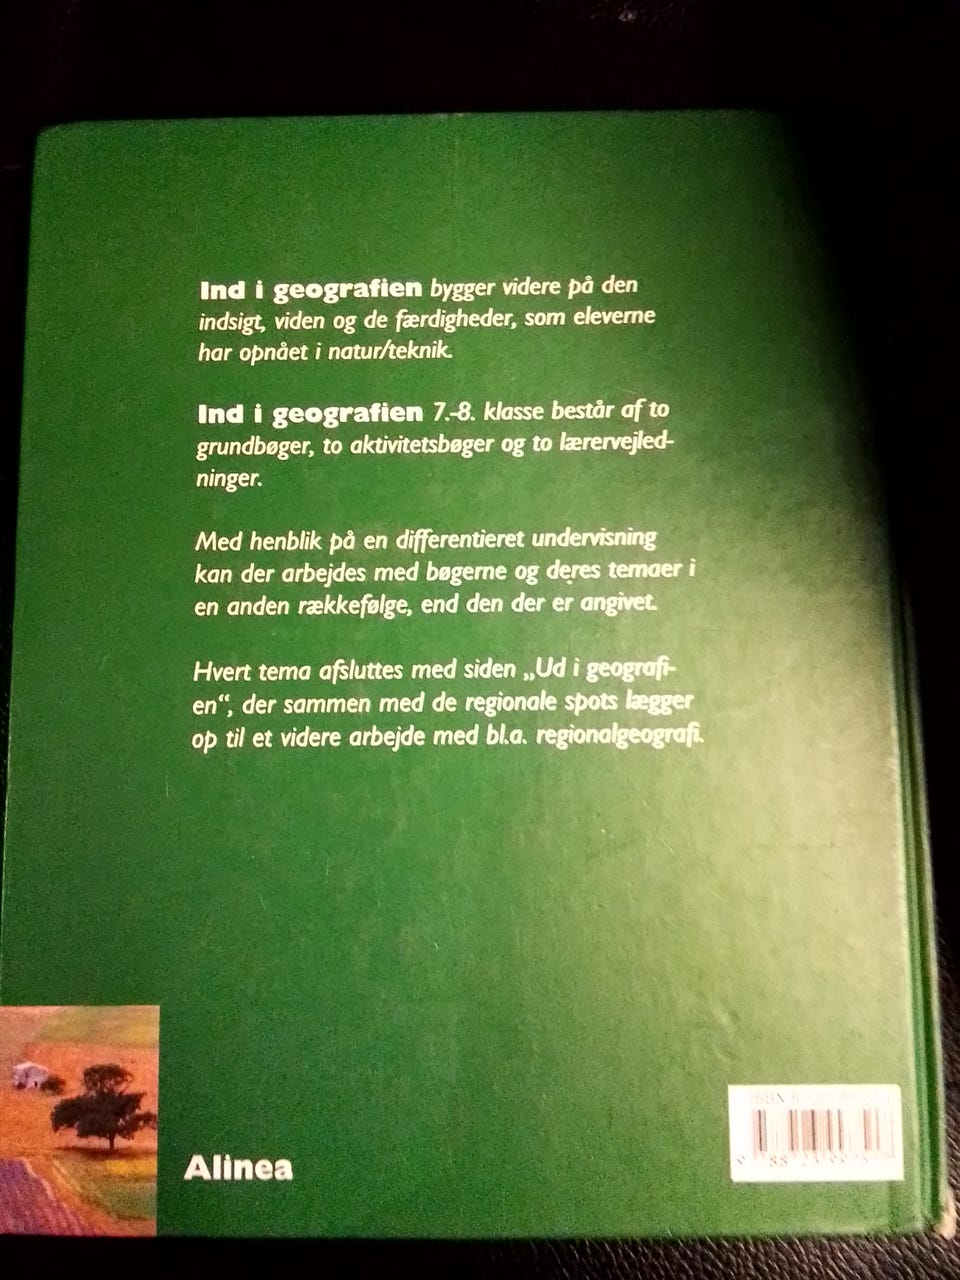 Ind i geografien bygger videre på den
indsigt, viden og de færdigheder, som eleverne
har opnået i natur/teknik.
Ind i geografien 7.-8. klasse består af to
grundbøger, to aktivitetsbøger og to lærervejled-
ninger.
Med henblik på en differentieret undervisning
kan der arbejdes med bøgerne og deres temaer i
en anden rækkefølge, end den der er angivet.
Hvert tema afsluttes med siden „Ud i geografi-
en“, der sammen med de regionale spots lægger
op til et videre arbejde med bl.a. regionalgeografi.
Alinea
ISBN